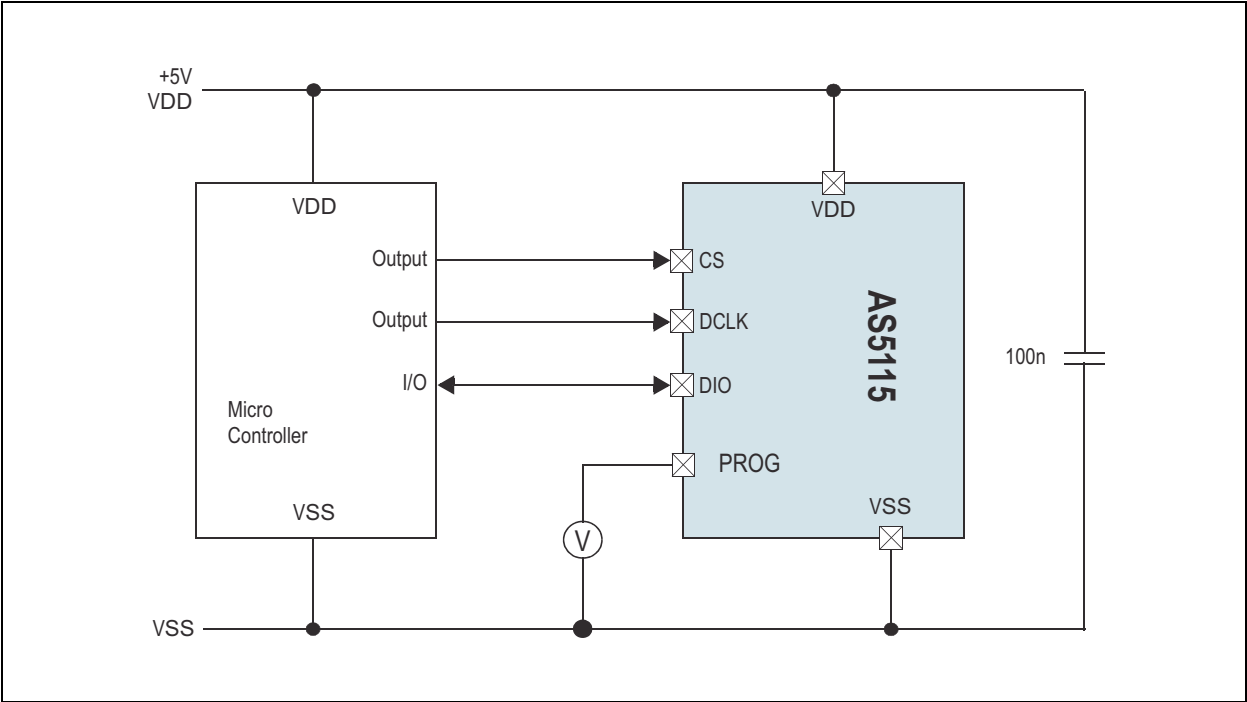 +5V
VDD
VDD
VDD
Output
CS
Output
DCLK
I/O
DIO
AS5115
100n
Micro
Controller
PROG
VSS
VSS
V
VSS